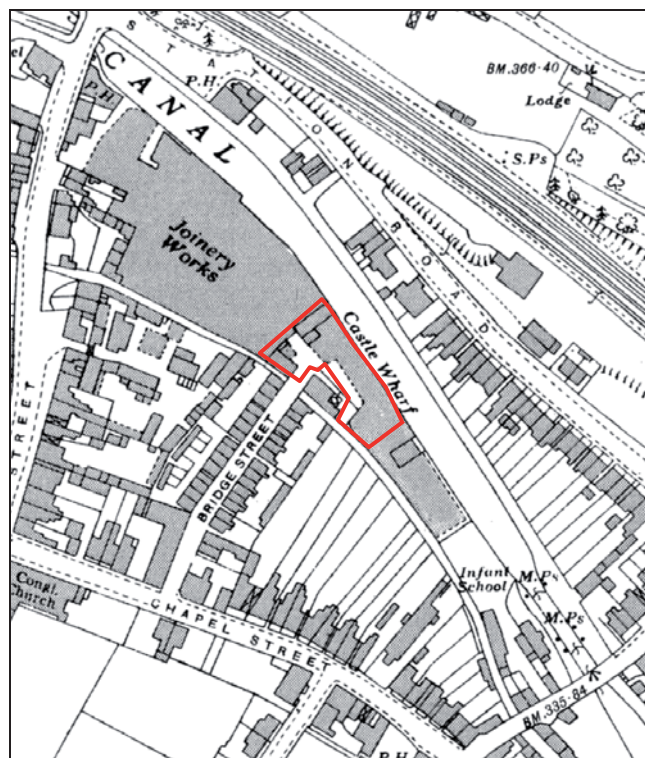 STATION ROAD
CANAL
P.H
P.H
BM.366·40
Lodge
S.Ps
Joinery
Works
Castle Wharf
STREET
BRIDGE STREET
Infant
School
M.Ps
M.Ps
Congl.
Church
CHAPEL STREET
BM.335·84
P.H